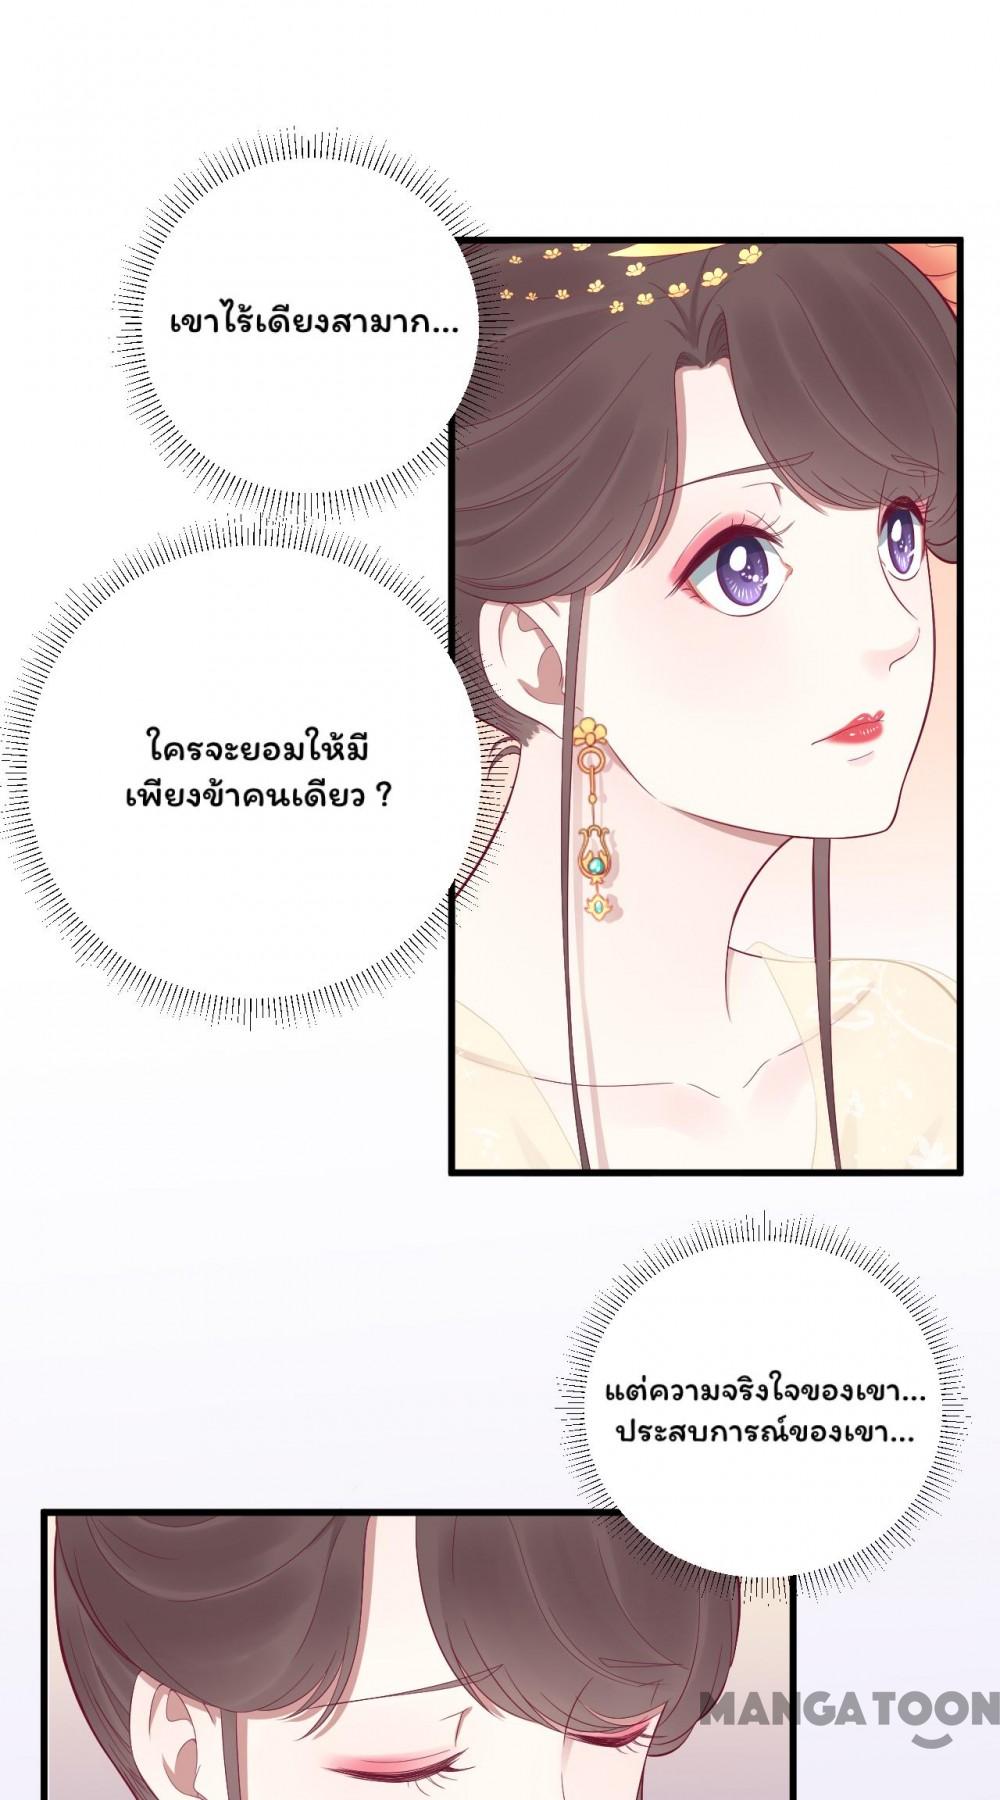 เขาไร้เดียงสามาก...
ใครจะยอมให้มี
เพียงข้าคนเดียว ?
แต่ความจริงใจของเขา...
ประสบการณ์ของเขา...
MANGATOON